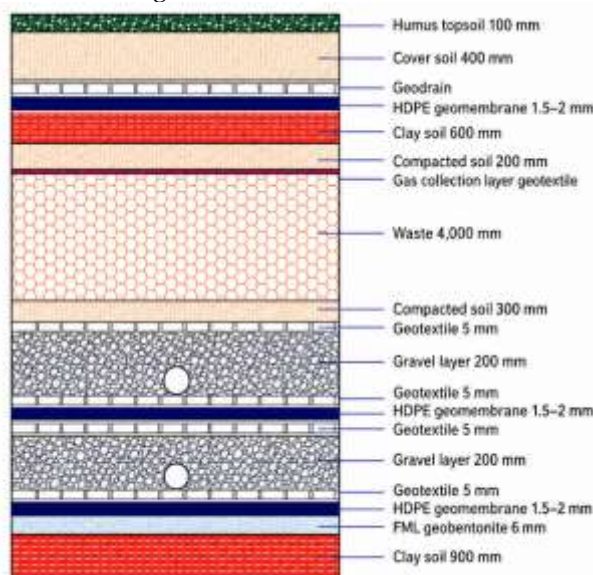 Humus topsoil 100 mm
Cover soil 400 mm
Geodrain
HDPE geomembrane 1.5–2 mm
Clay soil 600 mm
Compacted soil 200 mm
Gas collection layer geotextile
Waste 4,000 mm
Compacted soil 300 mm
Geotextile 5 mm
Gravel layer 200 mm
Geotextile 5 mm
HDPE geomembrane 1.5–2 mm
Geotextile 5 mm
Gravel layer 200 mm
Geotextile 5 mm
HDPE geomembrane 1.5–2 mm
FML geobentonite 6 mm
Clay soil 900 mm